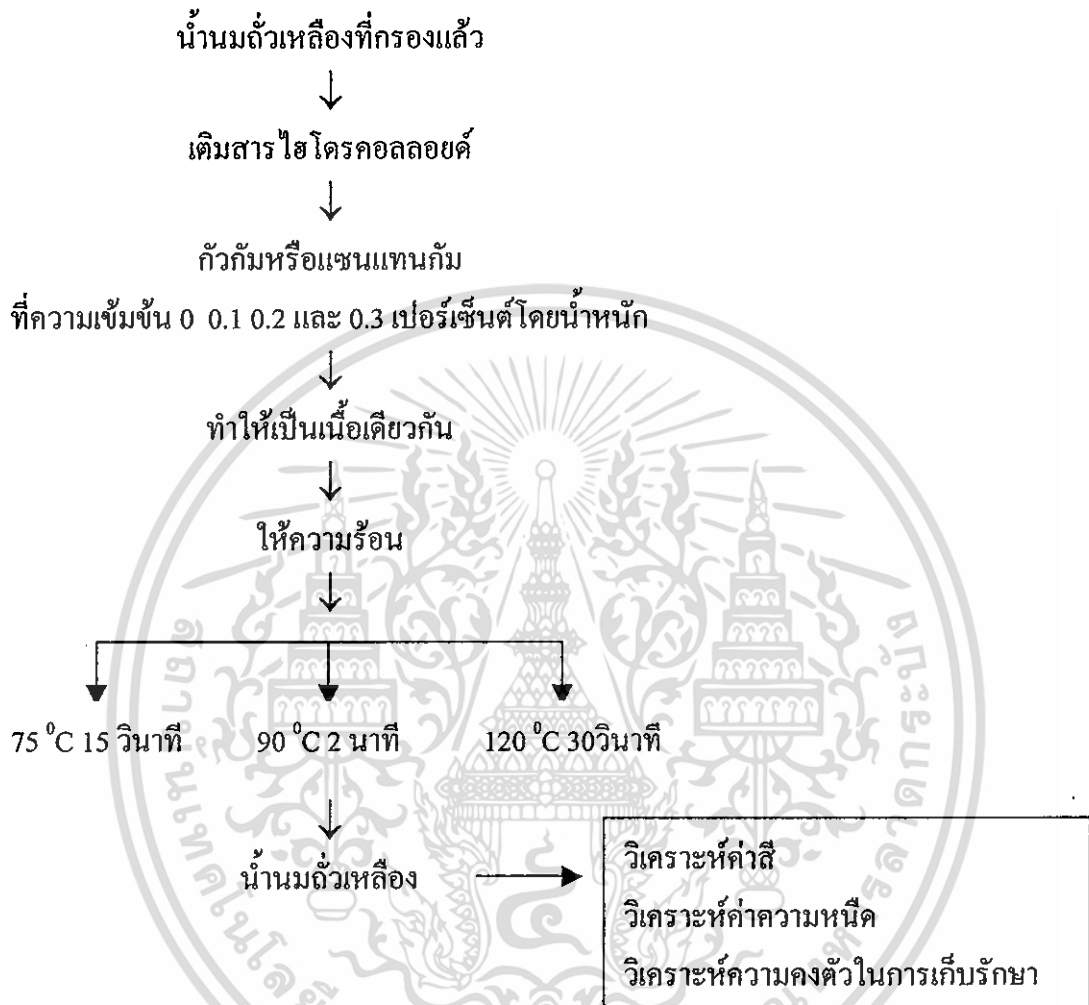 น้ำนมถั่วเหลืองที่กรองแล้ว
เติมสารไฮโดรคอลลอยด์
กัวกัมหรือแซนแทนกัม
ที่ความเข้มข้น 0 0.1 0.2 และ 0.3 เปอร์เซ็นต์โดยน้ำหนัก
ทำให้เป็นเนื้อเดียวกัน
ให้ความร้อน
75 ⁰C 15 วินาที 90 ⁰C 2 นาที 120 ⁰C 30วินาที
น้ำนมถั่วเหลือง
วิเคราะห์ค่าสี
วิเคราะห์ค่าความหนืด
วิเคราะห์ความคงตัวในการเก็บรักษา